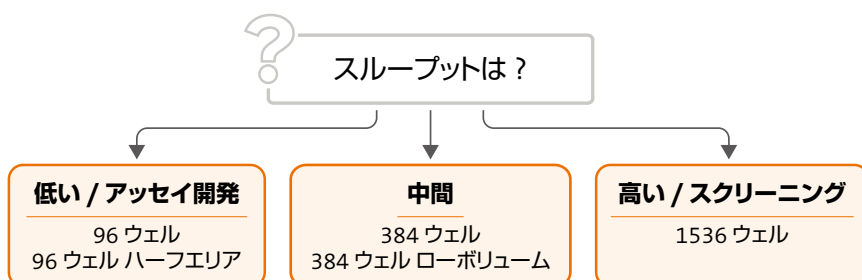 ?
スループットは ?
低い / アッセイ開発
96 ウェル
96 ウェル ハーフエリア
中間
384 ウェル
384 ウェル ローボリューム
高い / スクリーニング
1536 ウェル